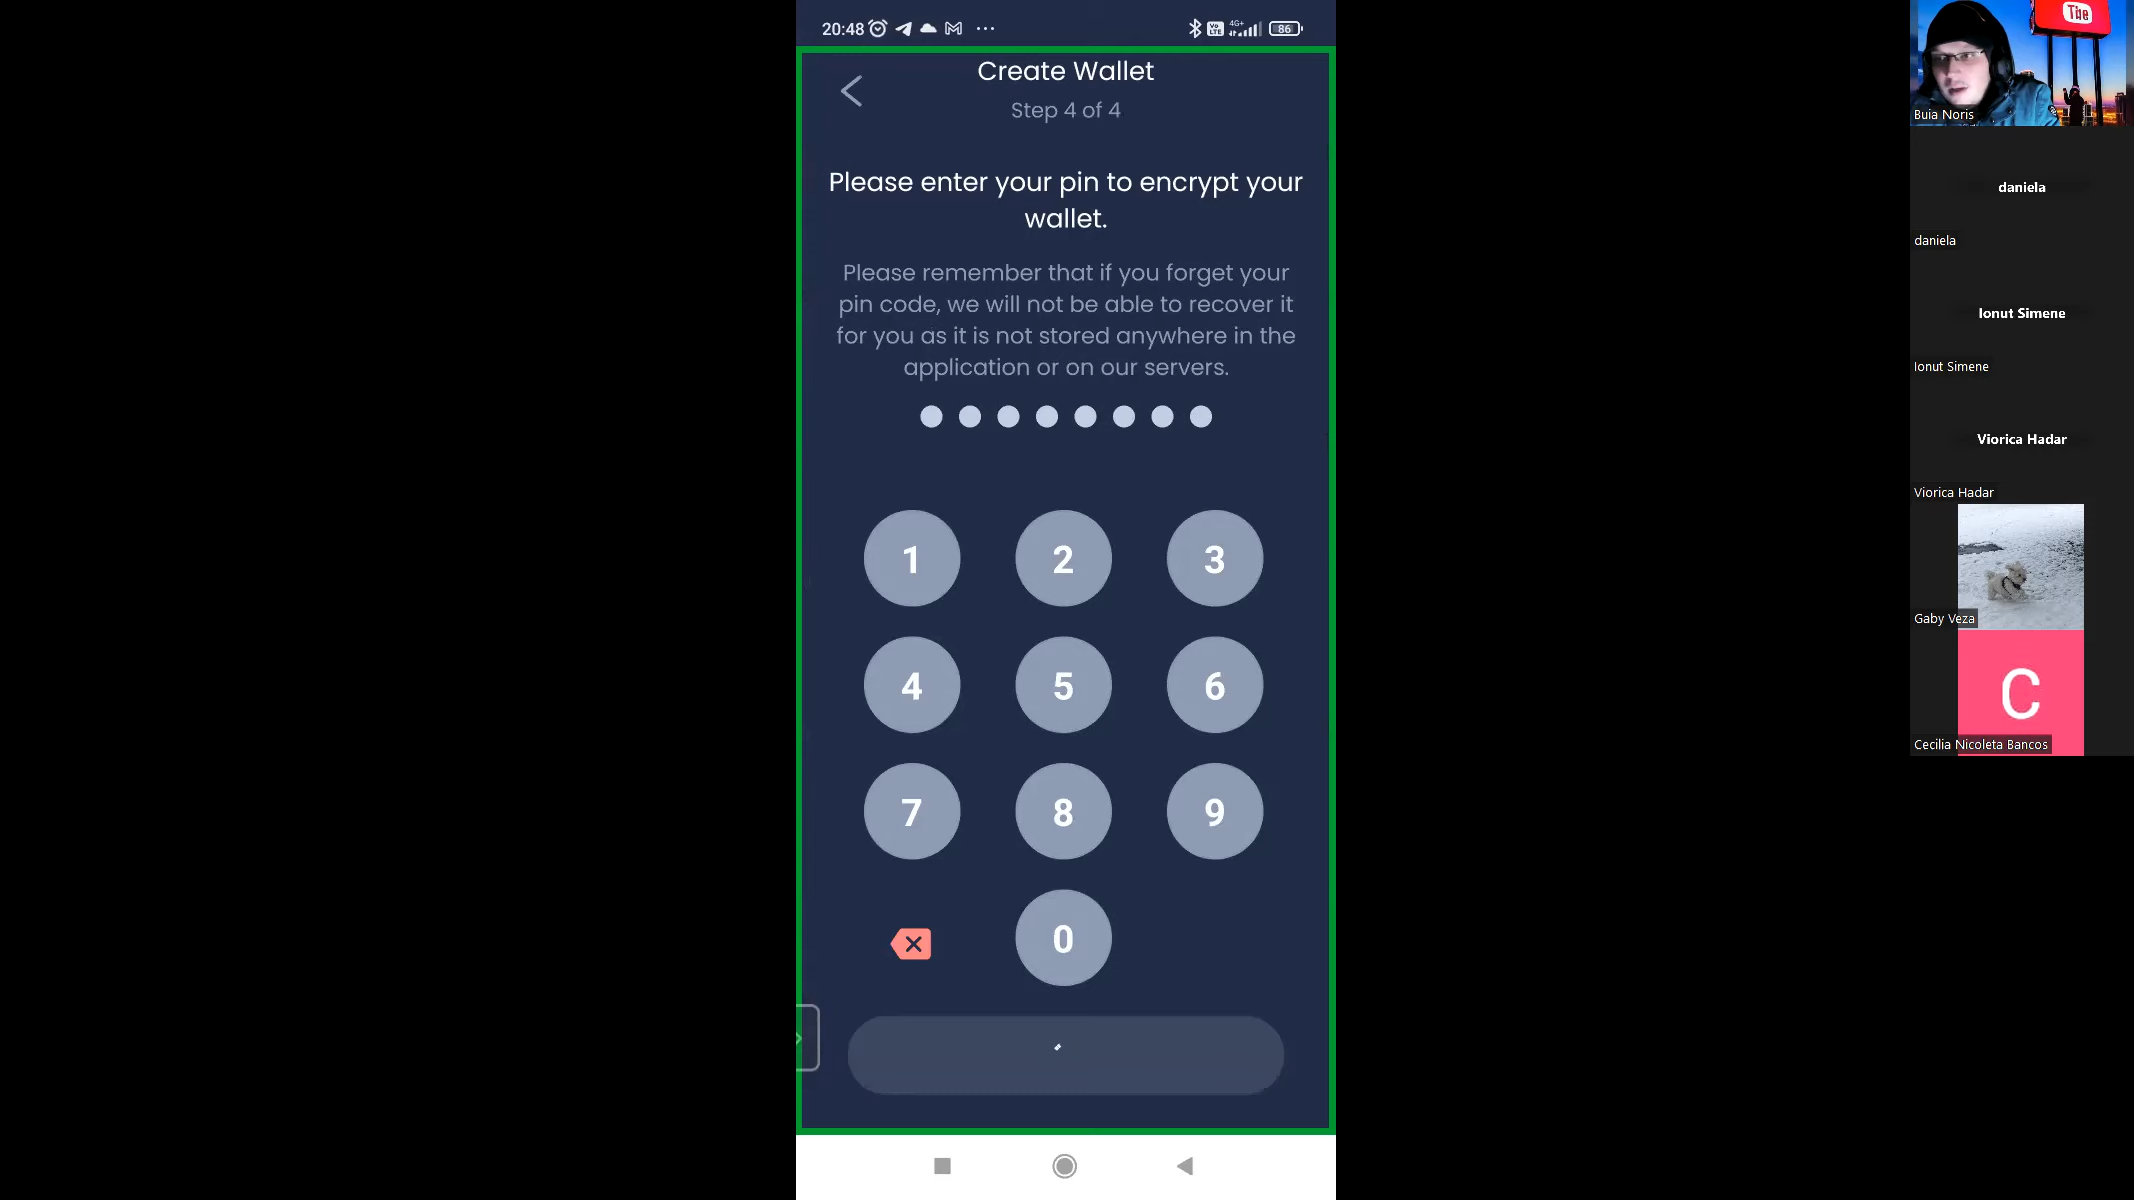 20:48
4G+
86
Create Wallet
Step 4 of 4
Please enter your pin to encrypt your
wallet.
Please remember that if you forget your
pin code, we will not be able to recover it
for you as it is not stored anywhere in the
application or on our servers.
1 2 3
4 5 6
7 8 9
0
Buia Noris
daniela
daniela
Ionut Simene
Ionut Simene
Viorica Hadar
Viorica Hadar
Gaby Veza
C
Cecilia Nicoleta Bancos